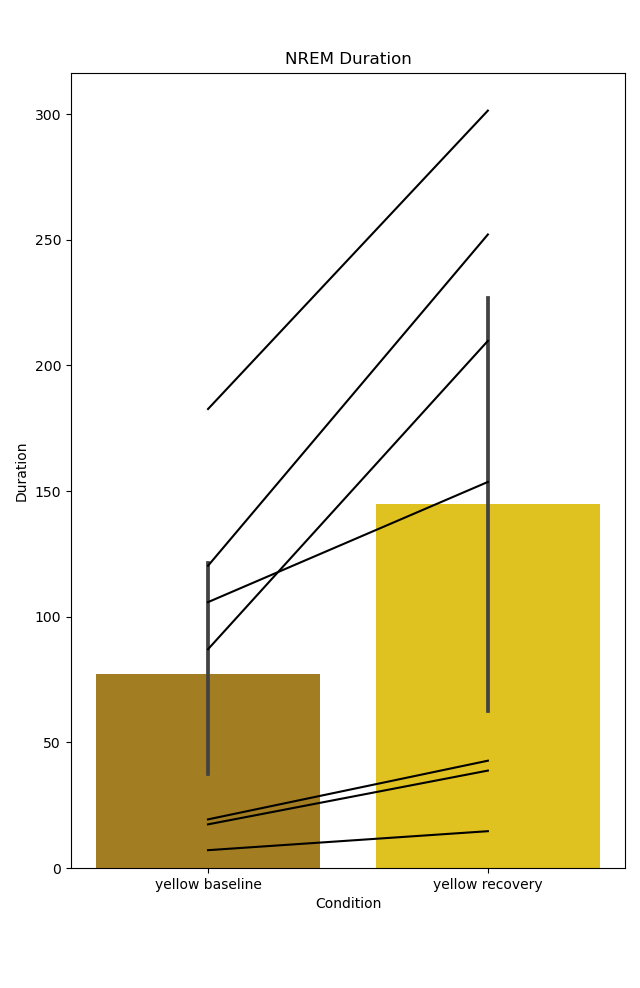 NREM Duration
300
250
200
150
100
50
0
Duration
yellow baseline
yellow recovery
Condition